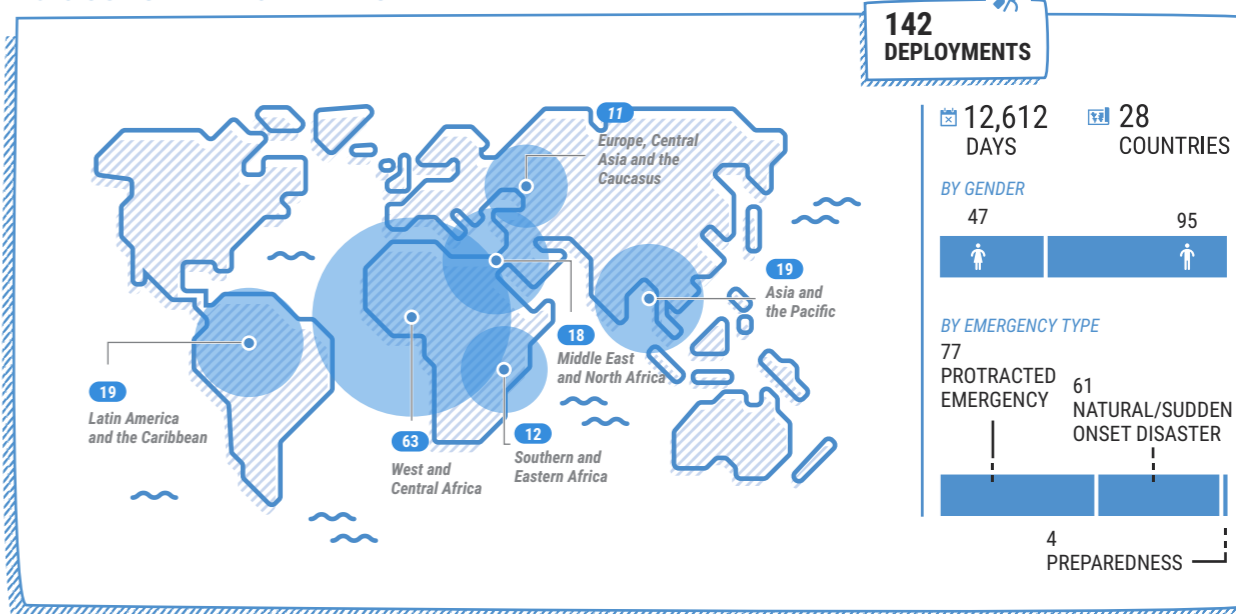 142
DEPLOYMENTS
11
Europe, Central
Asia and the
Caucasus
19
Asia and
the Pacific
18
Middle East
and North Africa
19
Latin America
and the Caribbean
63
West and
Central Africa
12
Southern and
Eastern Africa
12,612
DAYS
28
COUNTRIES
BY GENDER
47
95
BY EMERGENCY TYPE
77
PROTRACTED
EMERGENCY
61
NATURAL/SUDDEN
ONSET DISASTER
4
PREPAREDNESS